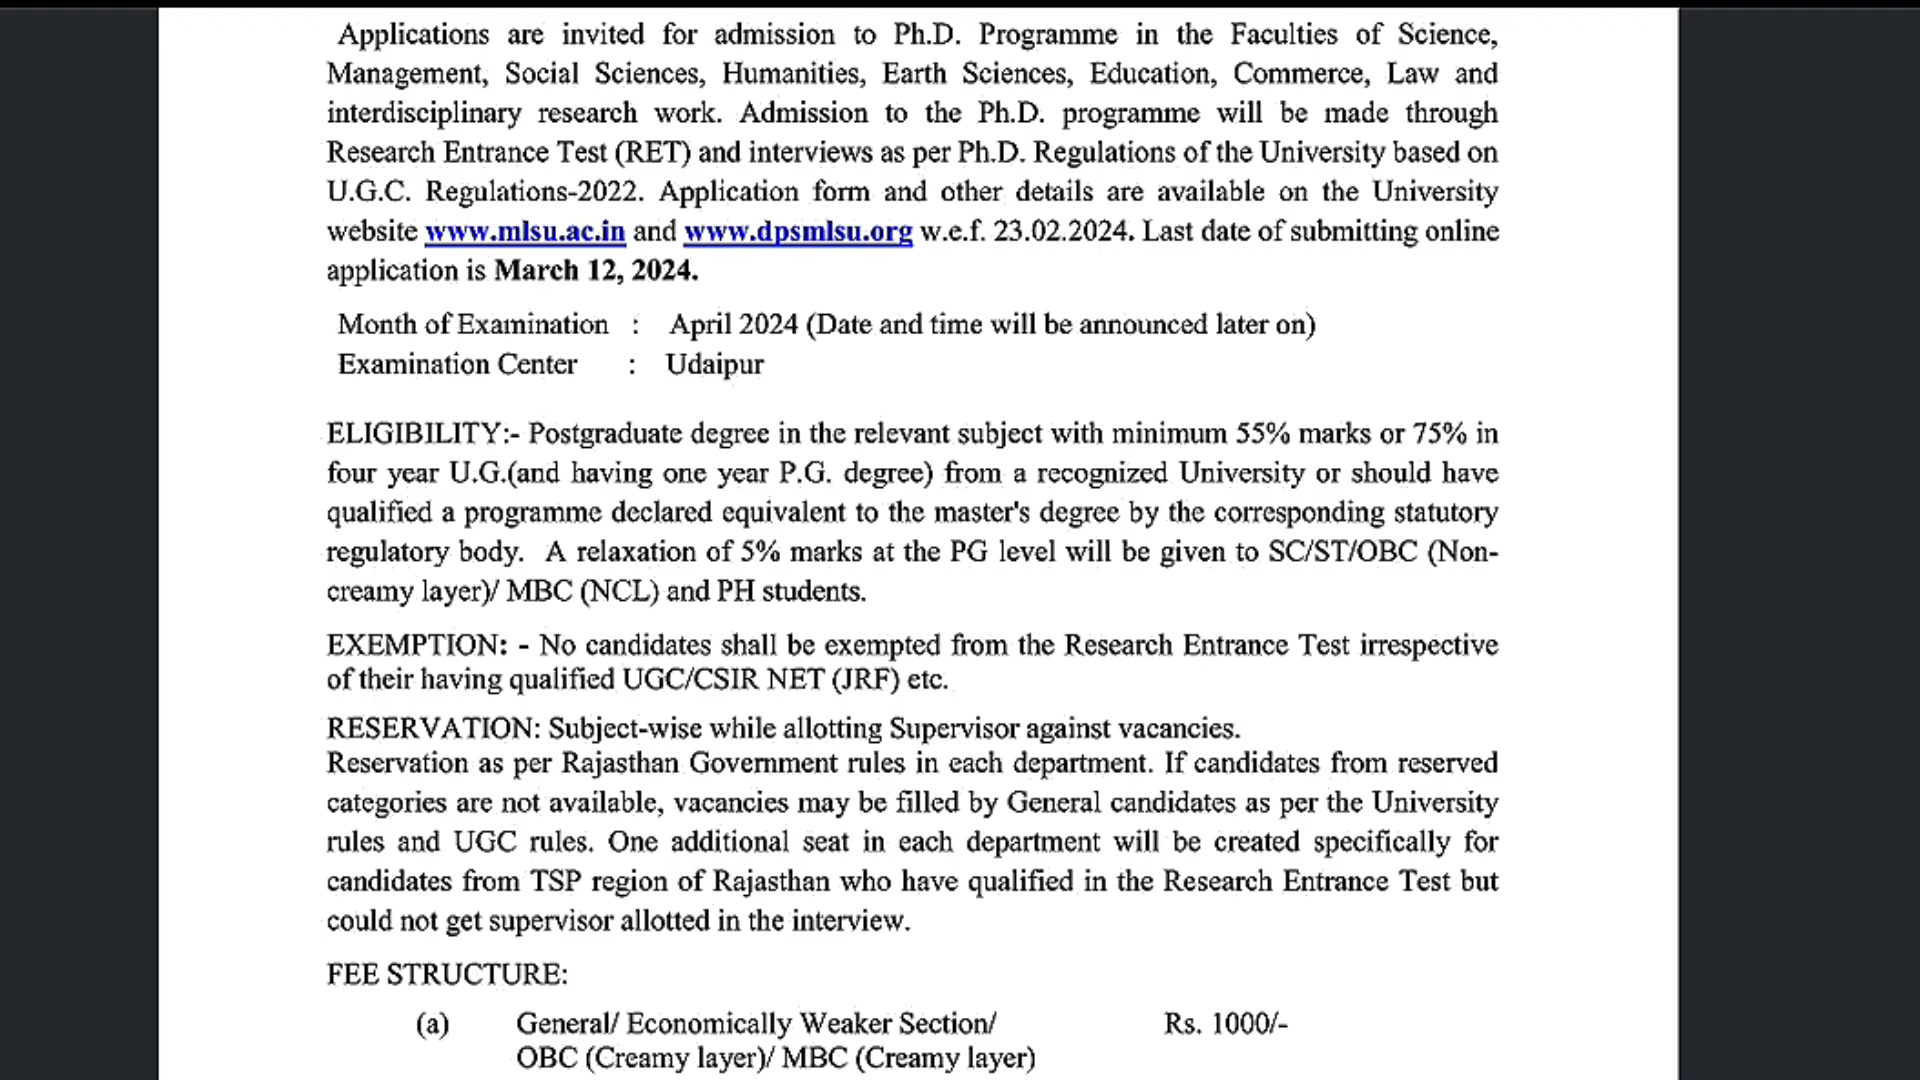 Applications are invited for admission to Ph.D. Programme in the Faculties of Science,
Management, Social Sciences, Humanities, Earth Sciences, Education, Commerce, Law and
interdisciplinary research work. Admission to the Ph.D. programme will be made through
Research Entrance Test (RET) and interviews as per Ph.D. Regulations of the University based on
U.G.C. Regulations-2022. Application form and other details are available on the University
website www.mlsu.ac.in and www.dpsmlsu.org w.e.f. 23.02.2024. Last date of submitting online
application is March 12, 2024.
Month of Examination : April 2024 (Date and time will be announced later on)
Examination Center : Udaipur
ELIGIBILITY:- Postgraduate degree in the relevant subject with minimum 55% marks or 75% in
four year U.G.(and having one year P.G. degree) from a recognized University or should have
qualified a programme declared equivalent to the master's degree by the corresponding statutory
regulatory body. A relaxation of 5% marks at the PG level will be given to SC/ST/OBC (Non-
creamy layer)/ MBC (NCL) and PH students.
EXEMPTION: - No candidates shall be exempted from the Research Entrance Test irrespective
of their having qualified UGC/CSIR NET (JRF) etc.
RESERVATION: Subject-wise while allotting Supervisor against vacancies.
Reservation as per Rajasthan Government rules in each department. If candidates from reserved
categories are not available, vacancies may be filled by General candidates as per the University
rules and UGC rules. One additional seat in each department will be created specifically for
candidates from TSP region of Rajasthan who have qualified in the Research Entrance Test but
could not get supervisor allotted in the interview.
FEE STRUCTURE:
(a) General/ Economically Weaker Section/ Rs. 1000/-
OBC (Creamy layer)/ MBC (Creamy layer)